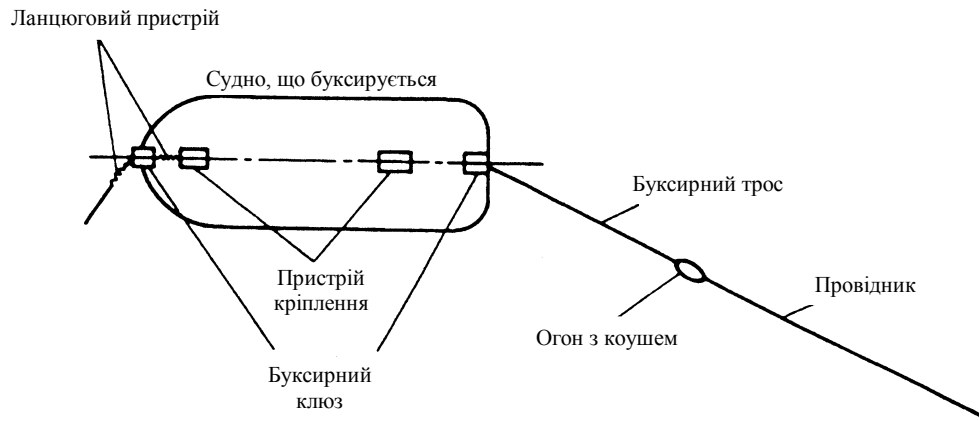 Ланцюговий пристрій
Судно, що буксирується
Буксирний трос
Пристрій
кріплення
Провідник
Огон з коушем
Буксирний
клюз